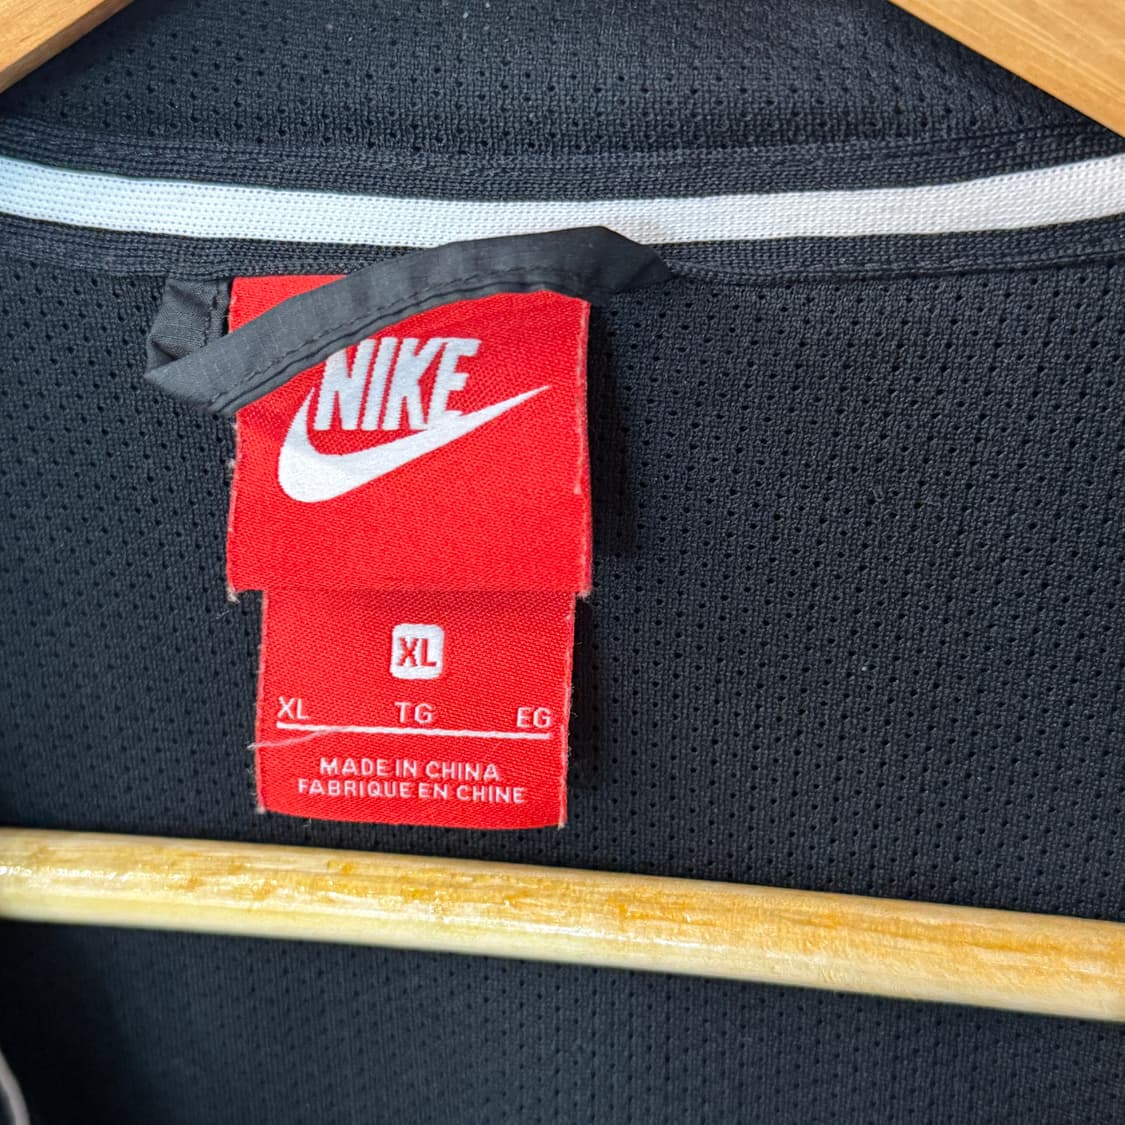 NIKE
XL
XL TG EG
MADE IN CHINA
FABRIQUE EN CHINE